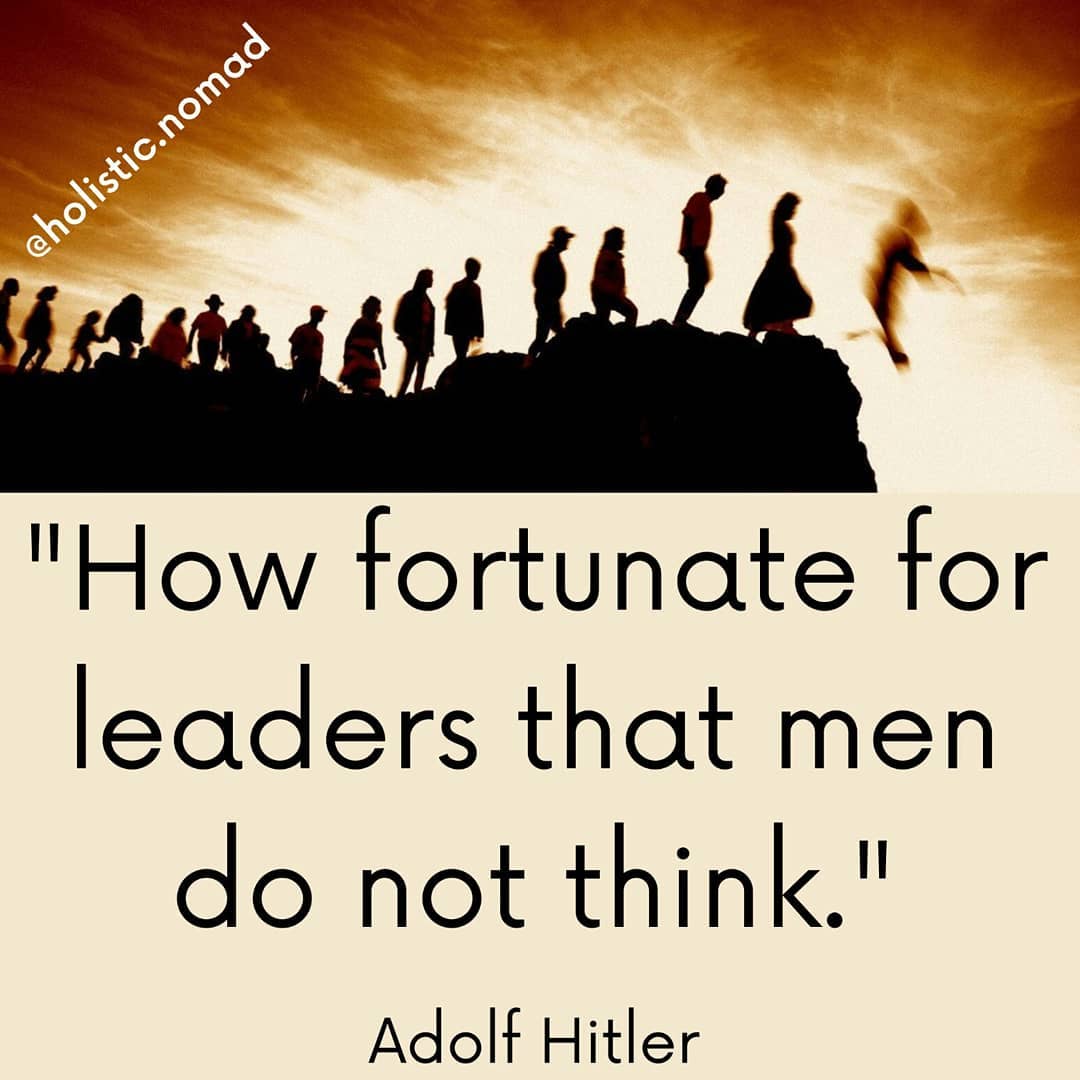 @holistic.nomad
"How fortunate for
leaders that men
do not think."
Adolf Hitler